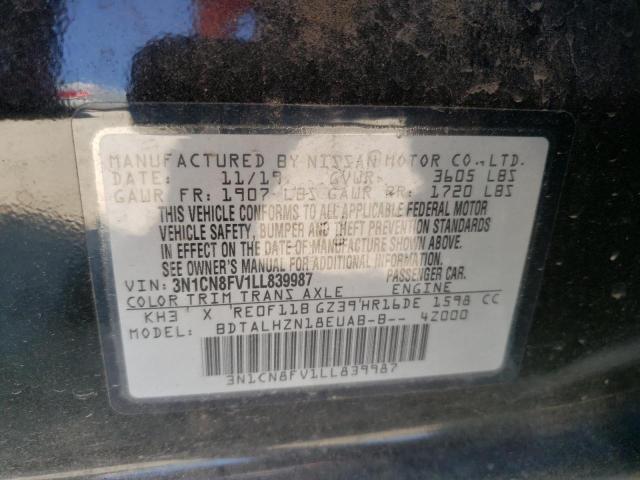 MANUFACTURED BY NISSAN MOTOR CO.,LTD.
DATE: 11/19 GVWR: 3605 LBS
GAWR FR: 1907 LBS GAWR RR: 1720 LBS
THIS VEHICLE CONFORMS TO ALL APPLICABLE FEDERAL MOTOR
VEHICLE SAFETY, BUMPER AND THEFT PREVENTION STANDARDS
IN EFFECT ON THE DATE OF MANUFACTURE SHOWN ABOVE.
SEE OWNER'S MANUAL FOR ADDITIONAL INFORMATION.
VIN: 3N1CN8FV1LL839987 PASSENGER CAR.
COLOR TRIM TRANS AXLE ENGINE
KH3 X RE0F11B GZ39 HR16DE 1598 CC
MODEL: BDTALHZN18EUAB-B-- 42000
3N1CN8FV1LL839987